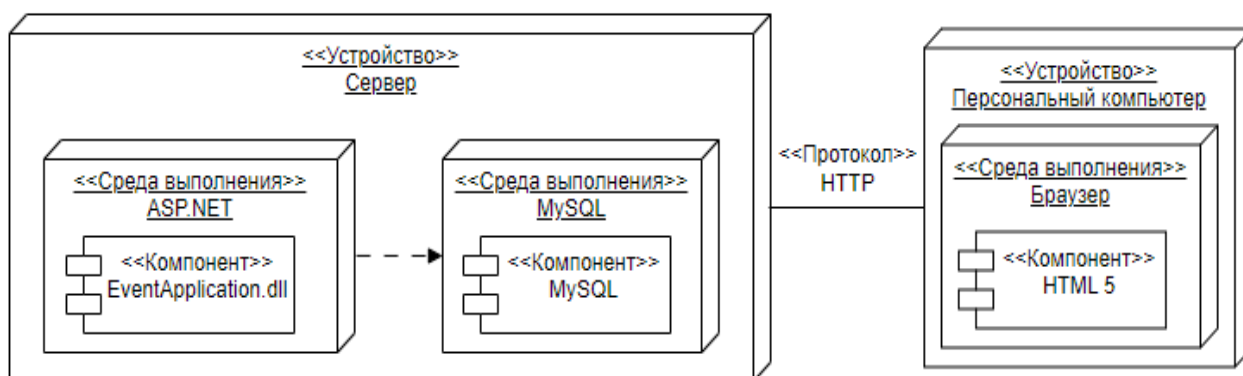 <<Устройство>>
Сервер
<<Среда выполнения>>
ASP.NET
<<Компонент>>
EventApplication.dll
<<Среда выполнения>>
MySQL
<<Компонент>>
MySQL
<<Протокол>>
HTTP
<<Устройство>>
Персональный компьютер
<<Среда выполнения>>
Браузер
<<Компонент>>
HTML 5